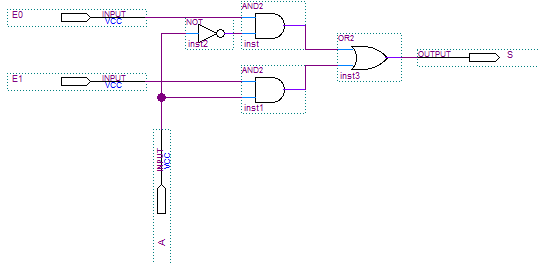 AND2
E0
INPUT
VCC
NOT
inst2
inst
OR2
OUTPUT
S
inst3
AND2
E1
INPUT
VCC
inst1
INPUT
VCC
A